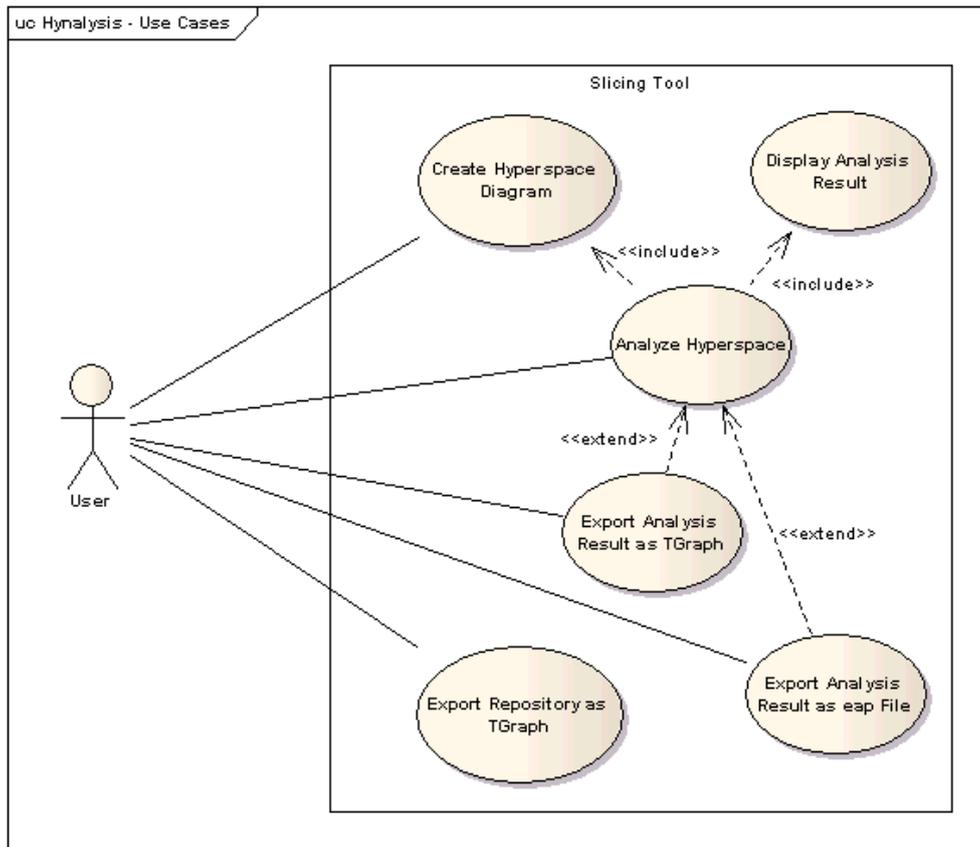 uc Hynalysis - Use Cases
Slicing Tool
Create Hyperspace
Diagram
Display Analysis
Result
<<include>>
<<include>>
Analyze Hyperspace
<<extend>>
User
Export Analysis
Result as TGraph
<<extend>>
Export Repository as
TGraph
Export Analysis
Result as eap File